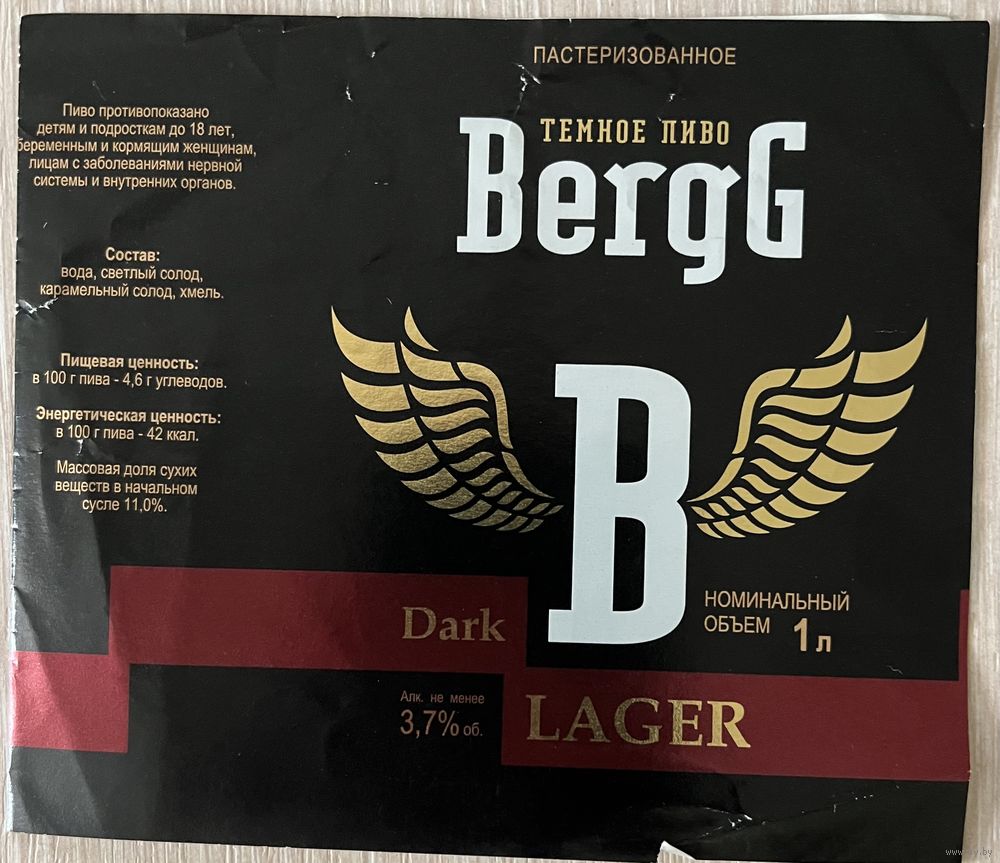 ПАСТЕРИЗОВАННОЕ
ТЕМНОЕ ПИВО
BergG
Пиво противопоказано
детям и подросткам до 18 лет,
беременным и кормящим женщинам,
лицам с заболеваниями нервной
системы и внутренних органов.
Состав:
вода, светлый солод,
карамельный солод, хмель.
Пищевая ценность:
в 100 г пива - 4,6 г углеводов.
Энергетическая ценность:
в 100 г пива - 42 ккал.
Массовая доля сухих
веществ в начальном
сусле 11,0%.
B
НОМИНАЛЬНЫЙ
ОБЪЕМ 1 л
Dark
LAGER
Алк. не менее
3,7% об.